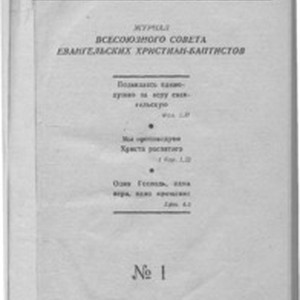 ЖУРНАЛ
ВСЕСОЮЗНОГО СОВЕТА
ЕВАНГЕЛЬСКИХ ХРИСТИАН-БАПТИСТОВ
Подвизаясь едино-
душно за веру еван-
гельскую
Фил. 1,27
Мы проповедуем
Христа распятого
1 Кор. 1,23
Один Господь, одна
вера, одно крещение
Ефес. 4,5
№ 1